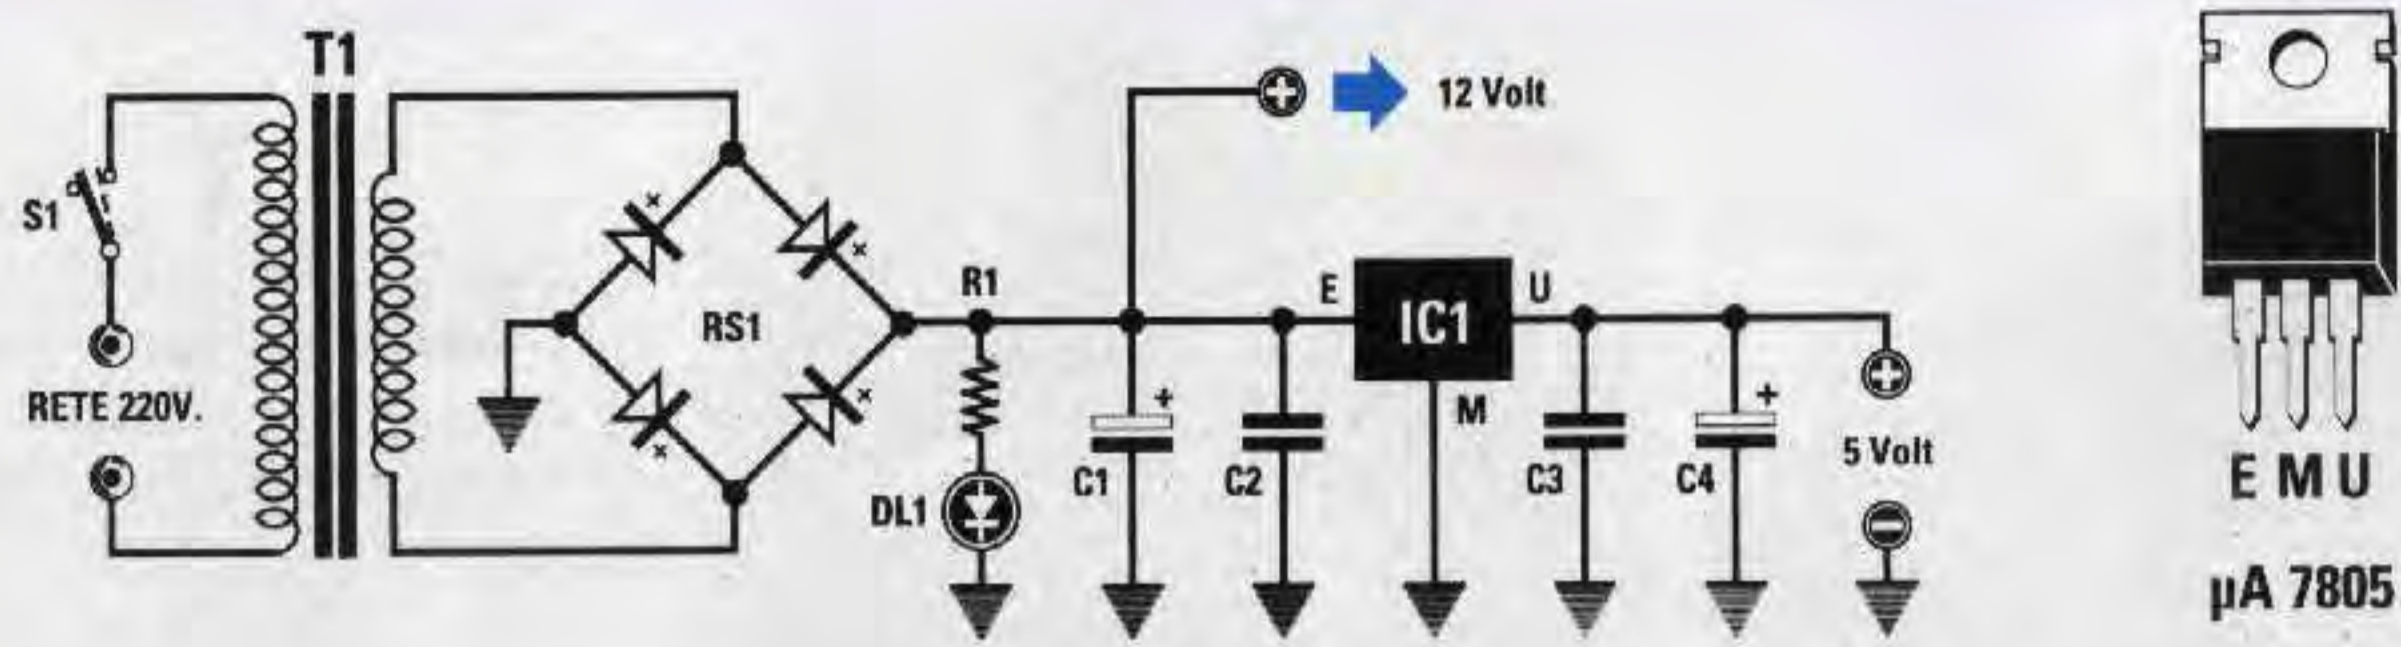 T1
S1
RETE 220V.
RS1
R1
DL1
+
12 Volt
C1
+
C2
E
IC1
U
M
C3
C4
+
5 Volt
E M U
µA 7805